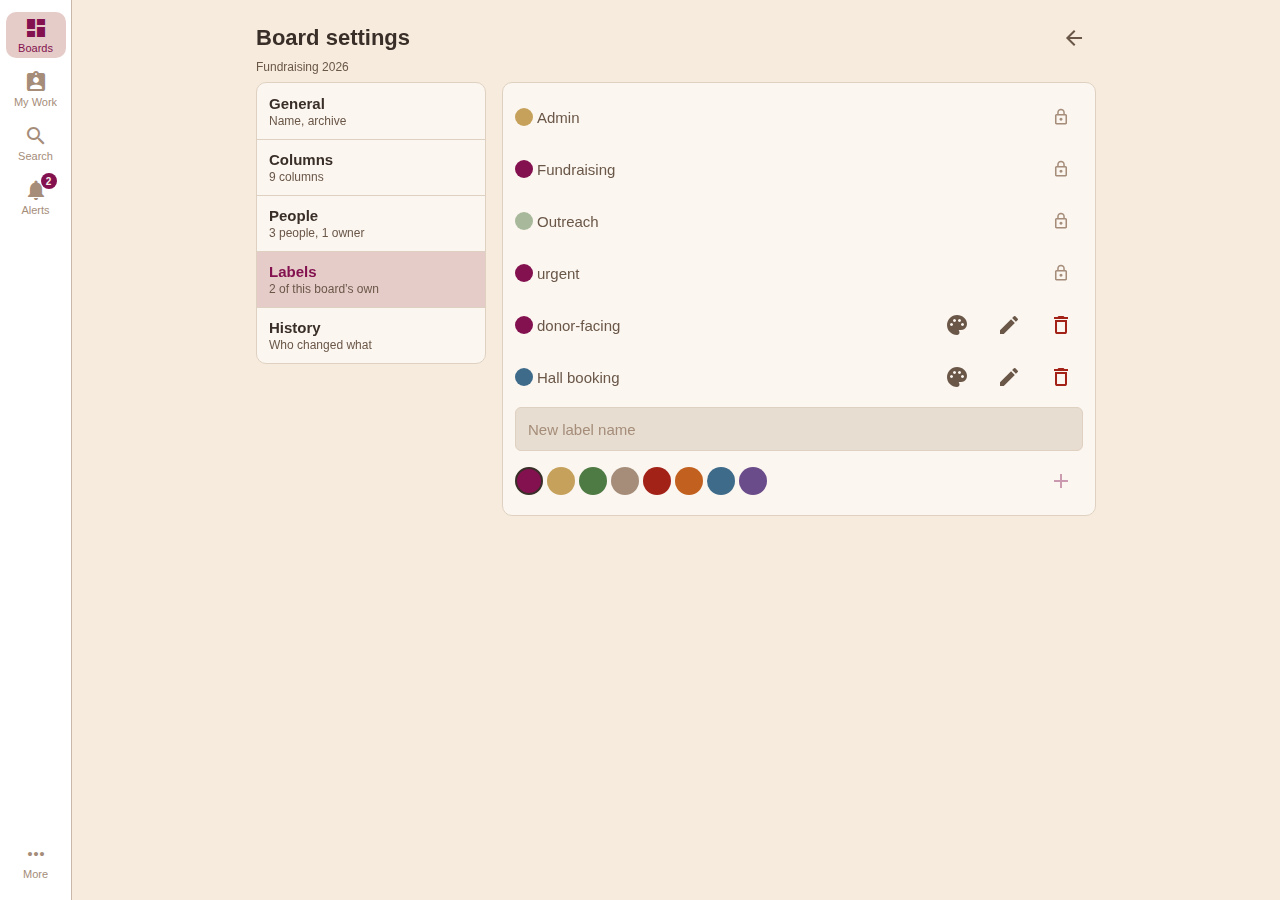 Boards
My Work
Search
2
Alerts
More
Board settings
Fundraising 2026
General
Name, archive
Columns
9 columns
People
3 people, 1 owner
Labels
2 of this board's own
History
Who changed what
Admin
Fundraising
Outreach
urgent
donor-facing
Hall booking
New label name